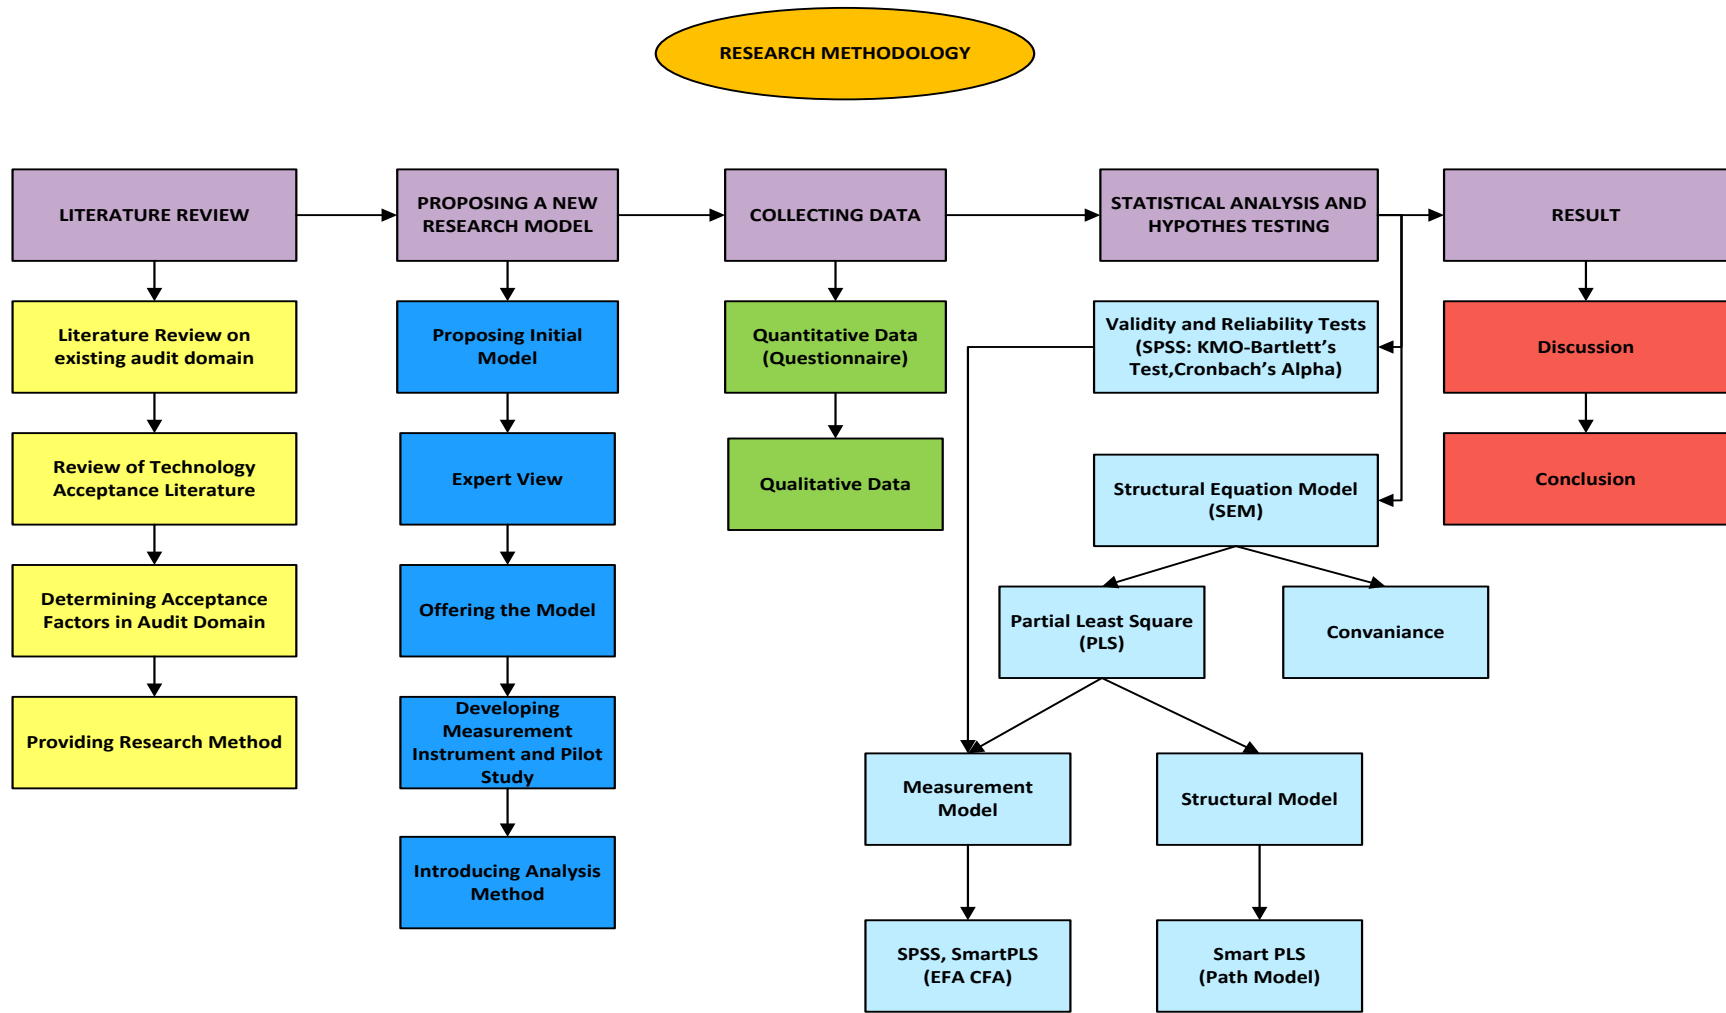 RESEARCH METHODOLOGY
LITERATURE REVIEW
PROPOSING A NEW
RESEARCH MODEL
COLLECTING DATA
STATISTICAL ANALYSIS AND
HYPOTHES TESTING
RESULT
Literature Review on
existing audit domain
Review of Technology
Acceptance Literature
Determining Acceptance
Factors in Audit Domain
Providing Research Method
Proposing Initial
Model
Expert View
Offering the Model
Developing
Measurement
Instrument and Pilot
Study
Introducing Analysis
Method
Quantitative Data
(Questionnaire)
Qualitative Data
Validity and Reliability Tests
(SPSS: KMO-Bartlett’s
Test,Cronbach’s Alpha)
Structural Equation Model
(SEM)
Partial Least Square
(PLS)
Convaniance
Measurement
Model
Structural Model
SPSS, SmartPLS
(EFA CFA)
Smart PLS
(Path Model)
Discussion
Conclusion